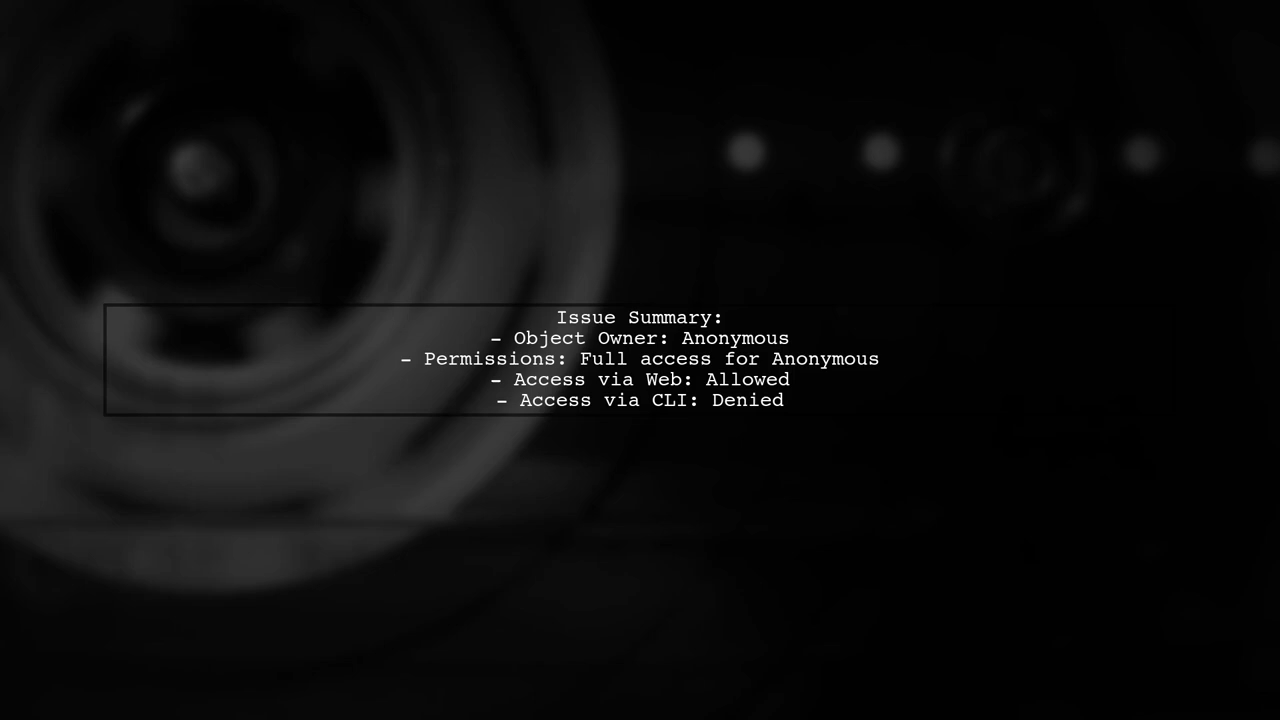 Issue Summary:
– Object Owner: Anonymous
– Permissions: Full access for Anonymous
– Access via Web: Allowed
– Access via CLI: Denied